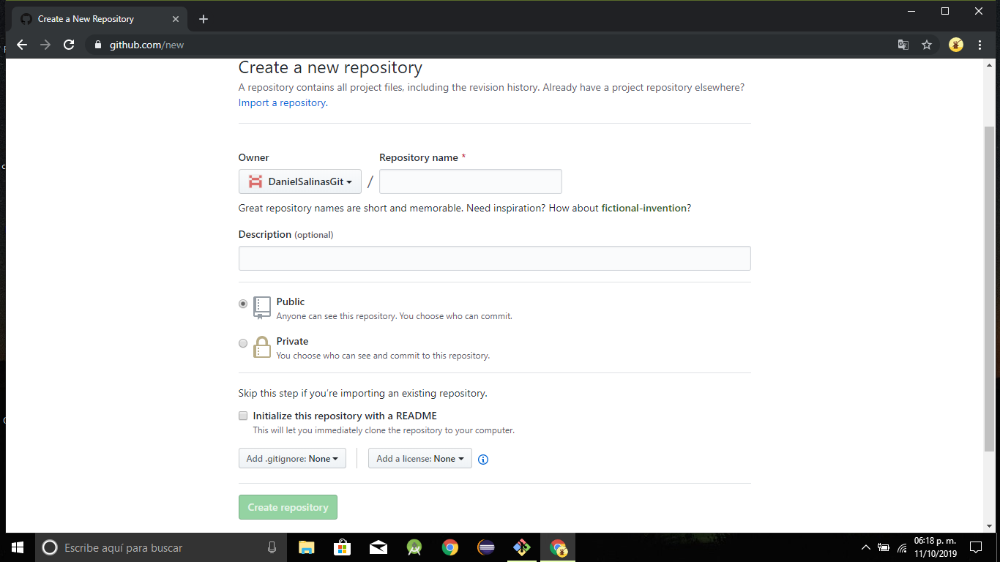 Create a New Repository
github.com/new
Create a new repository
A repository contains all project files, including the revision history. Already have a project repository elsewhere?
Import a repository.
Owner
Repository name *
DanielSalinasGit
/
Great repository names are short and memorable. Need inspiration? How about fictional-invention?
Description (optional)
Public
Anyone can see this repository. You choose who can commit.
Private
You choose who can see and commit to this repository.
Skip this step if you're importing an existing repository.
Initialize this repository with a README
This will let you immediately clone the repository to your computer.
Add .gitignore: None
Add a license: None
Create repository
Escribe aquí para buscar
06:18 p. m.
11/10/2019